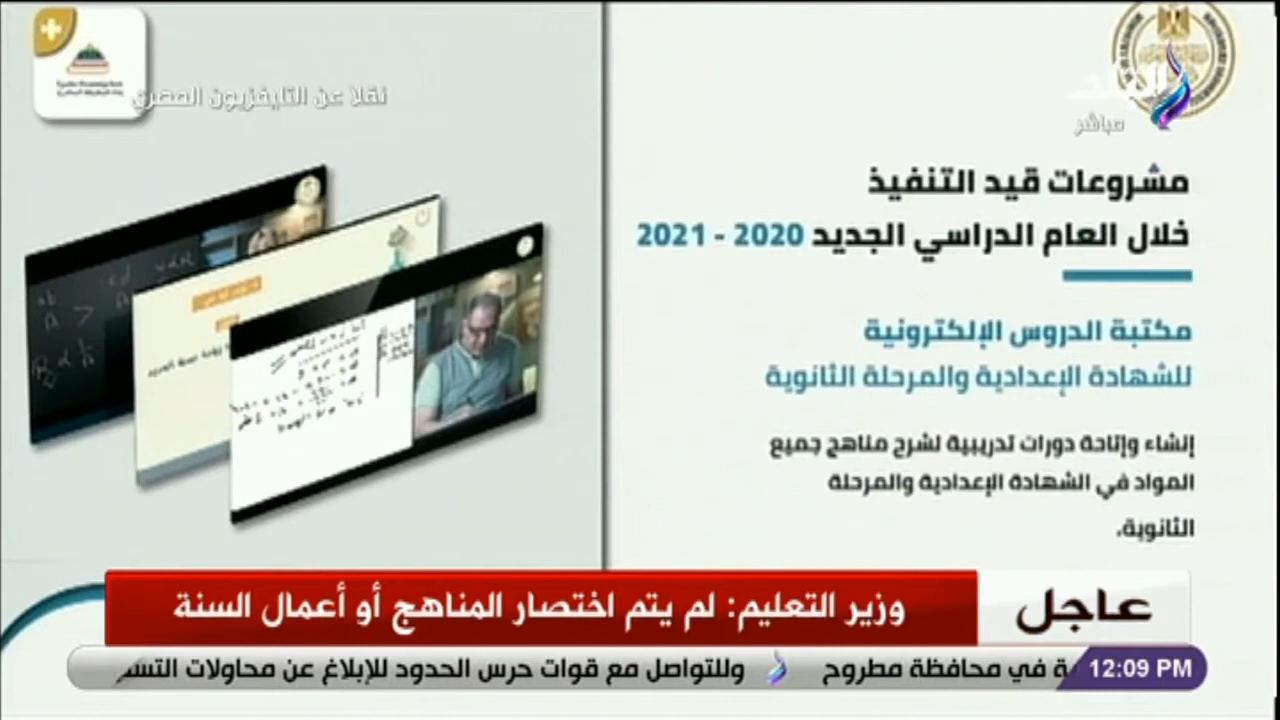 نقلا عن التليفزيون المصري
مباشر
مشروعات قيد التنفيذ
خلال العام الدراسي الجديد 2020 - 2021
مكتبة الدروس الإلكترونية
للشهادة الإعدادية والمرحلة الثانوية
إنشاء وإتاحة دورات تدريبية لشرح مناهج جميع
المواد في الشهادة الإعدادية والمرحلة
الثانوية.
عاجل
وزير التعليم: لم يتم اختصار المناهج أو أعمال السنة
12:09 PM
في محافظة مطروح وللتواصل مع قوات حرس الحدود للإبلاغ عن محاولات